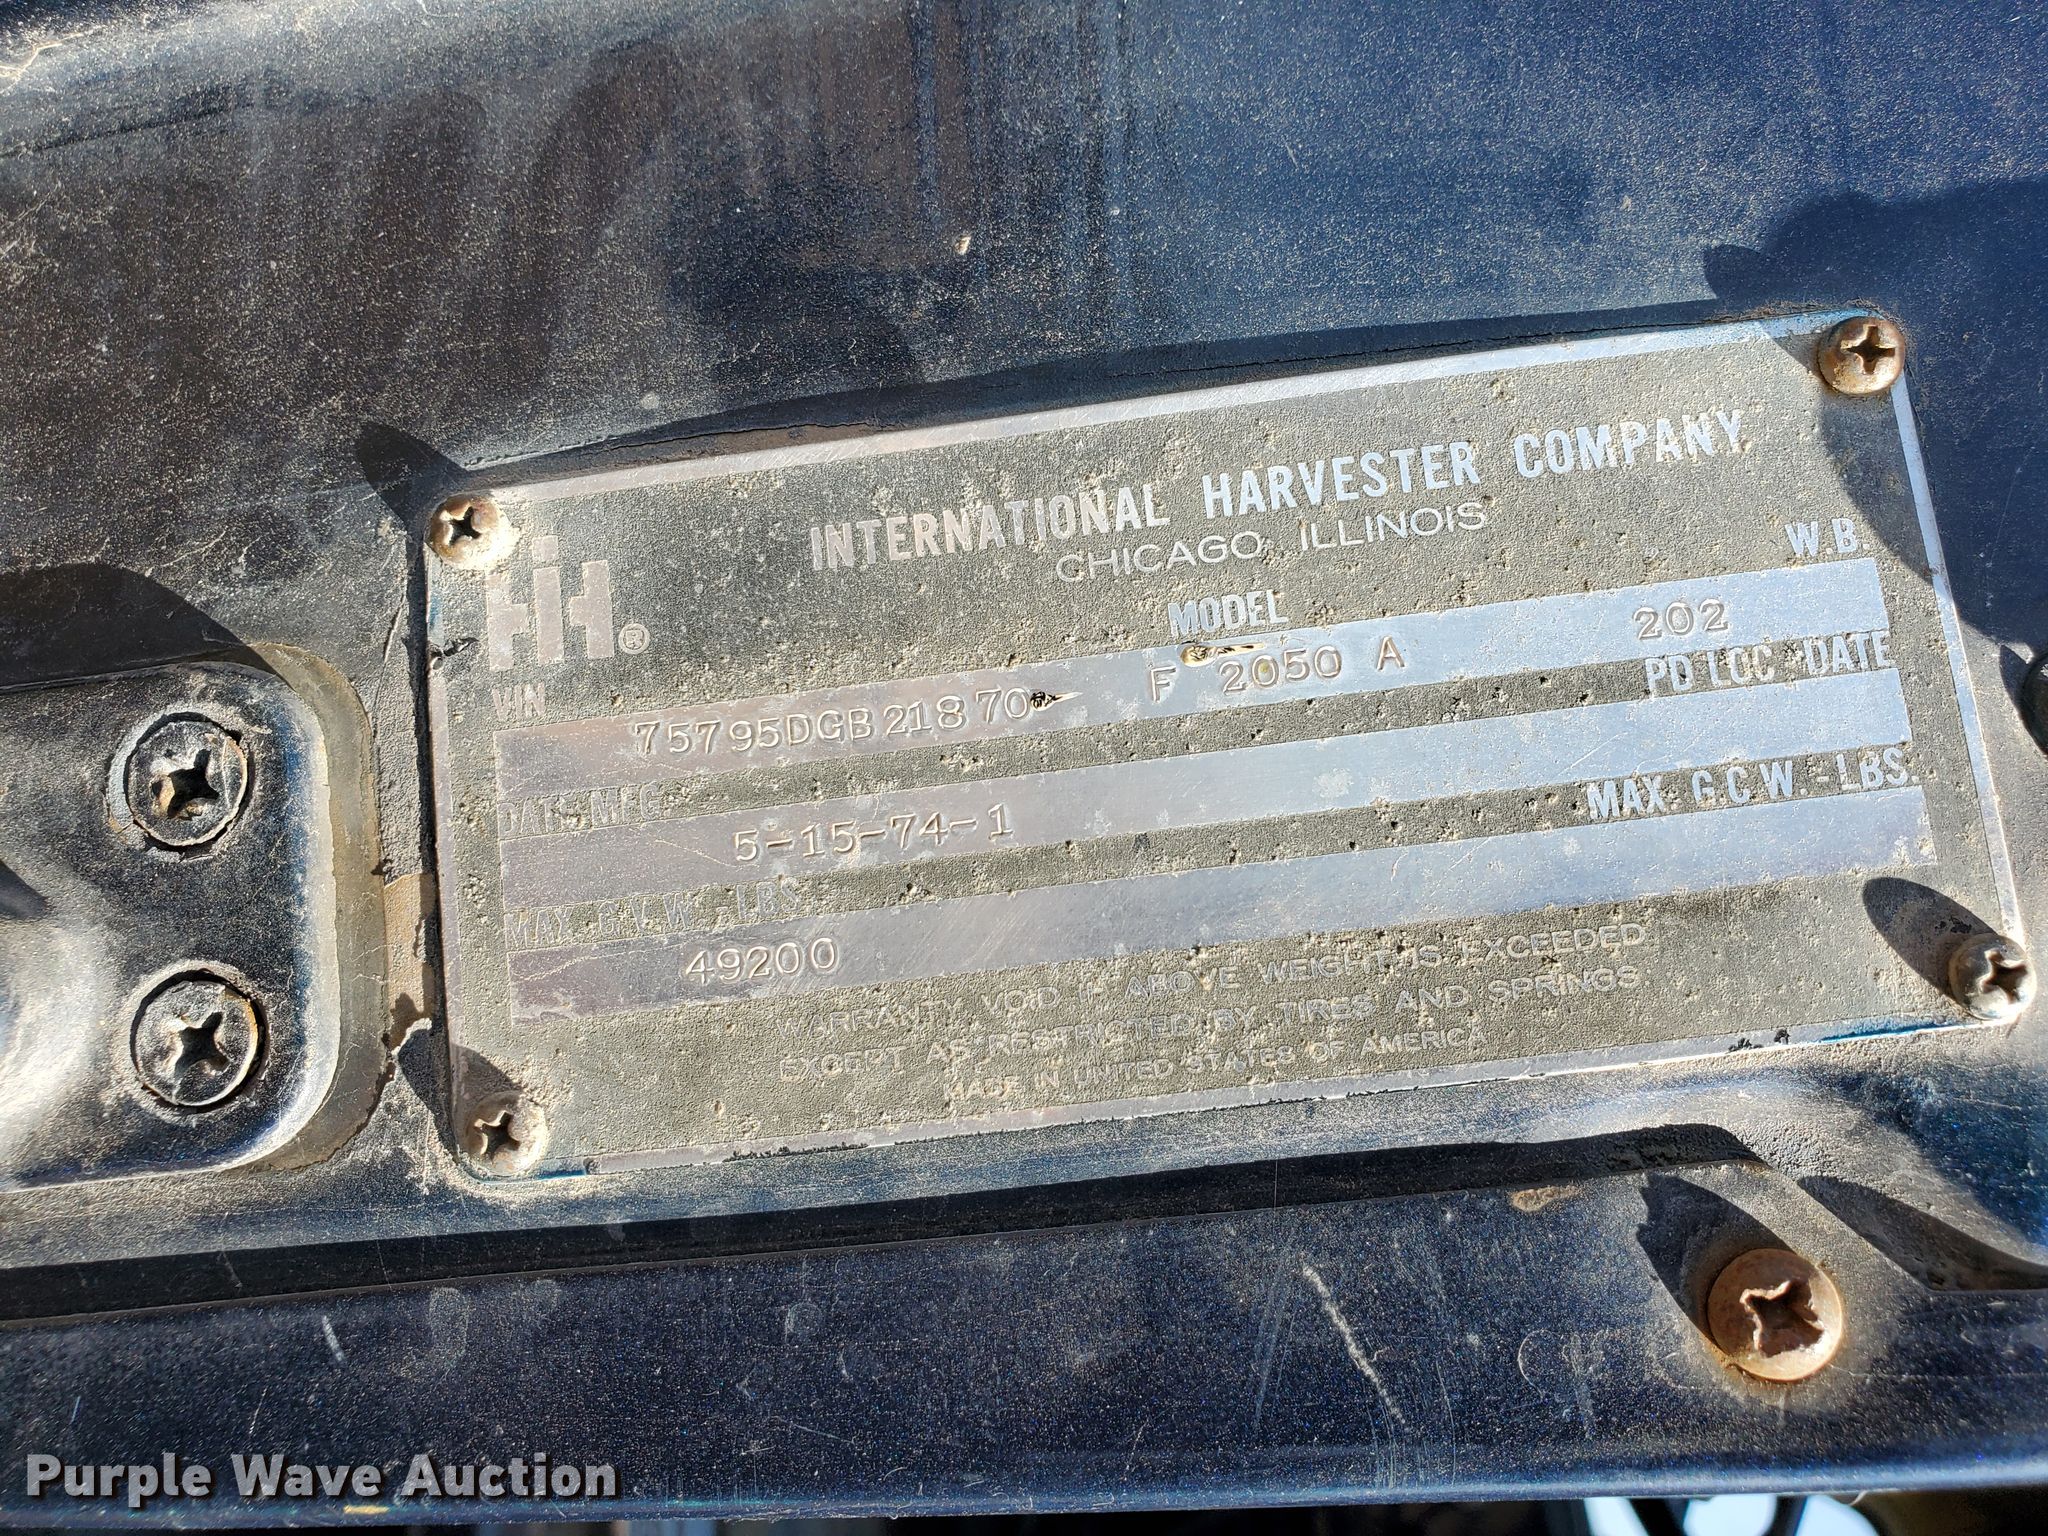 INTERNATIONAL HARVESTER COMPANY
CHICAGO, ILLINOIS
IH ®
VIN MODEL W.B.
75795DGB21870 F 2050 A 202
DATE MFG. PD LOC-DATE
5-15-74-1
MAX. G.V.W.-LBS. MAX. G.C.W.-LBS.
49200
WARRANTY VOID IF ABOVE WEIGHT IS EXCEEDED
EXCEPT AS RESTRICTED BY TIRES AND SPRINGS
MADE IN UNITED STATES OF AMERICA
Purple Wave Auction